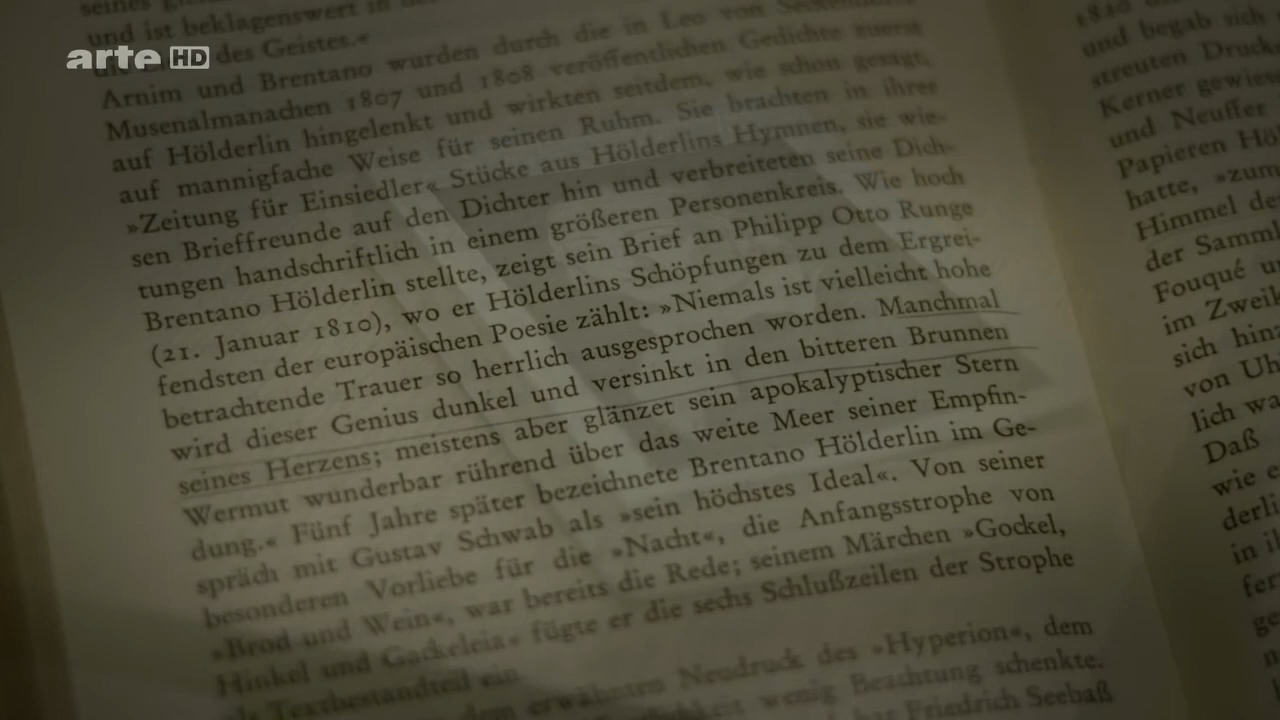 arte HD
seines
und ist beklagenswert in
des Geistes.«
Arnim und Brentano wurden durch die in Leo von
Musenalmanachen 1807 und 1808 veröffentlichen Gedichte zuerst
auf Hölderlin hingelenkt und wirkten seitdem, wie schon gesagt,
auf mannigfache Weise für seinen Ruhm. Sie brachten in ihrer
»Zeitung für Einsiedler« Stücke aus Hölderlins Hymnen, sie wie-
sen Brieffreunde auf den Dichter hin und verbreiteten seine Dich-
tungen handschriftlich in einem größeren Personenkreis. Wie hoch
Brentano Hölderlin stellte, zeigt sein Brief an Philipp Otto Runge
(21. Januar 1810), wo er Hölderlins Schöpfungen zu dem Ergrei-
fendsten der europäischen Poesie zählt: »Niemals ist vielleicht hohe
betrachtende Trauer so herrlich ausgesprochen worden. Manchmal
wird dieser Genius dunkel und versinkt in den bitteren Brunnen
seines Herzens; meistens aber glänzet sein apokalyptischer Stern
Wermut wunderbar rührend über das weite Meer seiner Empfin-
dung.« Fünf Jahre später bezeichnete Brentano Hölderlin im Ge-
spräch mit Gustav Schwab als »sein höchstes Ideal«. Von seiner
besonderen Vorliebe für die »Nacht«, die Anfangsstrophe von
»Brod und Wein«, war bereits die Rede; seinem Märchen »Gockel,
Hinkel und Gackeleia« fügte er die sechs Schlußzeilen der Strophe
als Textbestandteil ein.
dem erwähnten Neudruck des »Hyperion«, dem
wenig Beachtung schenkte.
Friedrich Seebaß
1810
und begab sich
streuten Drucke
Kerner gewies
und Neuffer
Papieren Hö
hatte, »zum
Himmel de
der Samml
Fouqué u
im Zweif
sich hin
von Uh
lich wa
Daß
wie e
derli
in ih
fer
ge